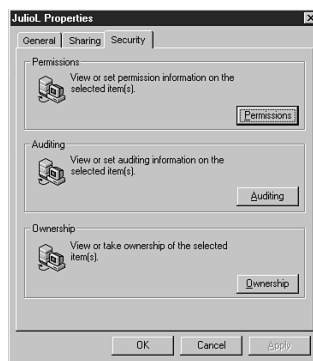 JulioL Properties
General Sharing Security
Permissions
View or set permission information on the
selected item(s).
Permissions
Auditing
View or set auditing information on the
selected item(s).
Auditing
Ownership
View or take ownership of the selected
item(s).
Ownership
OK Cancel Apply